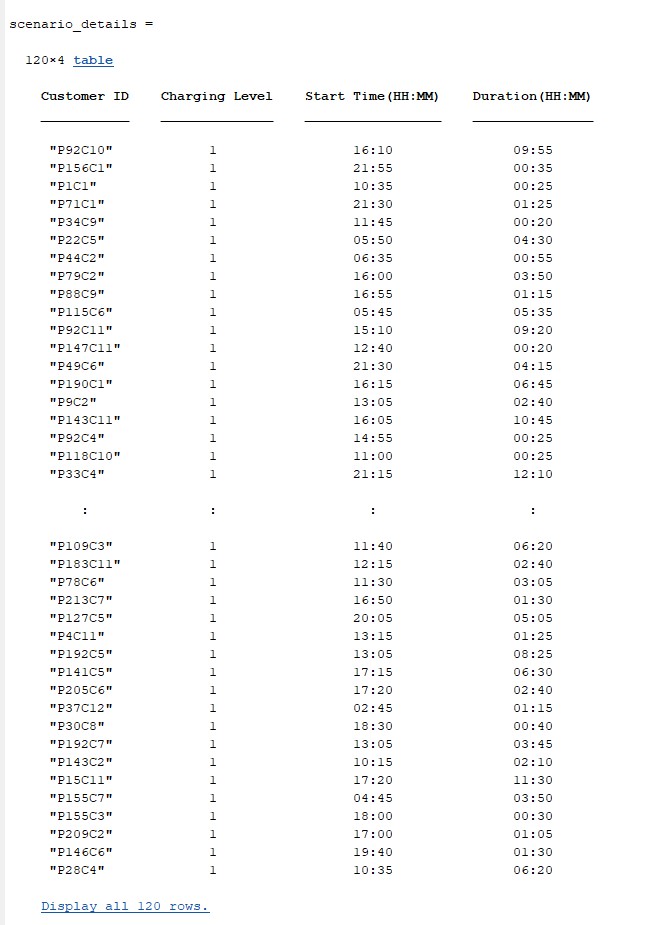 scenario_details =
120×4 table
Customer ID Charging Level Start Time(HH:MM) Duration(HH:MM)
"P92C10" 1 16:10 09:55
"P156C1" 1 21:55 00:35
"P1C1" 1 10:35 00:25
"P71C1" 1 21:30 01:25
"P34C9" 1 11:45 00:20
"P22C5" 1 05:50 04:30
"P44C2" 1 06:35 00:55
"P79C2" 1 16:00 03:50
"P88C9" 1 16:55 01:15
"P115C6" 1 05:45 05:35
"P92C11" 1 15:10 09:20
"P147C11" 1 12:40 00:20
"P49C6" 1 21:30 04:15
"P190C1" 1 16:15 06:45
"P9C2" 1 13:05 02:40
"P143C11" 1 16:05 10:45
"P92C4" 1 14:55 00:25
"P118C10" 1 11:00 00:25
"P33C4" 1 21:15 12:10
: : : :
"P109C3" 1 11:40 06:20
"P183C11" 1 12:15 02:40
"P78C6" 1 11:30 03:05
"P213C7" 1 16:50 01:30
"P127C5" 1 20:05 05:05
"P4C11" 1 13:15 01:25
"P192C5" 1 13:05 08:25
"P141C5" 1 17:15 06:30
"P205C6" 1 17:20 02:40
"P37C12" 1 02:45 01:15
"P30C8" 1 18:30 00:40
"P192C7" 1 13:05 03:45
"P143C2" 1 10:15 02:10
"P15C11" 1 17:20 11:30
"P155C7" 1 04:45 03:50
"P155C3" 1 18:00 00:30
"P209C2" 1 17:00 01:05
"P146C6" 1 19:40 01:30
"P28C4" 1 10:35 06:20
Display all 120 rows.